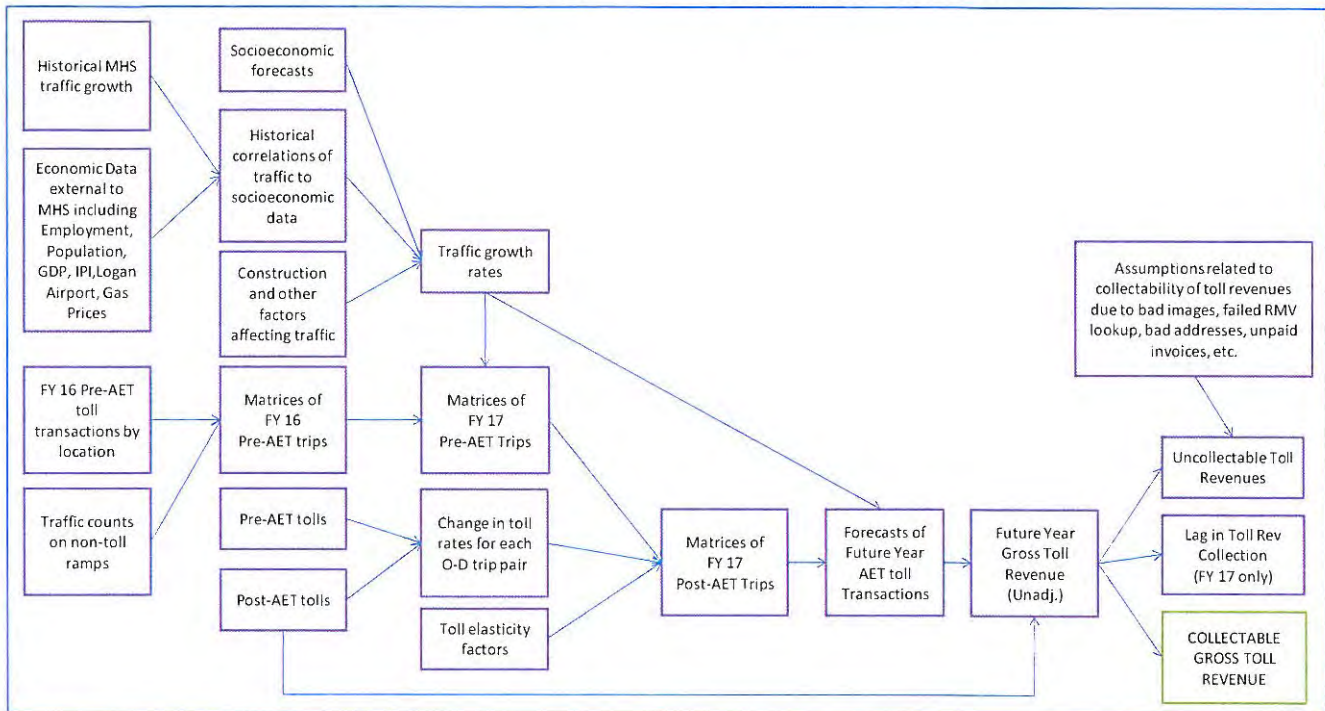 Historical MHS
traffic growth
Economic Data
external to
MHS including
Employment,
Population,
GDP, IPI,Logan
Airport, Gas
Prices
FY 16 Pre-AET
toll
transactions by
location
Traffic counts
on non-toll
ramps
Socioeconomic
forecasts
Historical
correlations of
traffic to
socioeconomic
data
Construction
and other
factors
affecting traffic
Matrices of
FY 16
Pre-AET trips
Pre-AET tolls
Post-AET tolls
Traffic growth
rates
Matrices of
FY 17
Pre-AET Trips
Change in toll
rates for each
O-D trip pair
Toll elasticity
factors
Matrices of
FY 17
Post-AET Trips
Forecasts of
Future Year
AET toll
Transactions
Future Year
Gross Toll
Revenue
(Unadj.)
Assumptions related to
collectability of toll revenues
due to bad images, failed RMV
lookup, bad addresses, unpaid
invoices, etc.
Uncollectable Toll
Revenues
Lag in Toll Rev
Collection
(FY 17 only)
COLLECTABLE
GROSS TOLL
REVENUE